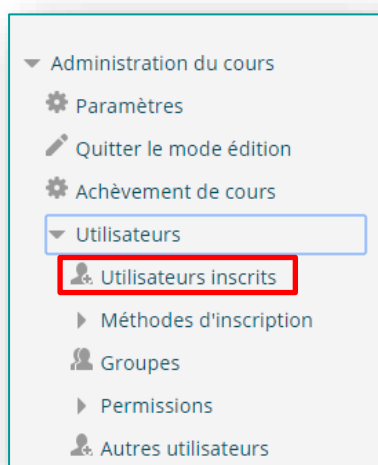 Administration du cours
Paramètres
Quitter le mode édition
Achèvement de cours
Utilisateurs
Utilisateurs inscrits
Méthodes d'inscription
Groupes
Permissions
Autres utilisateurs